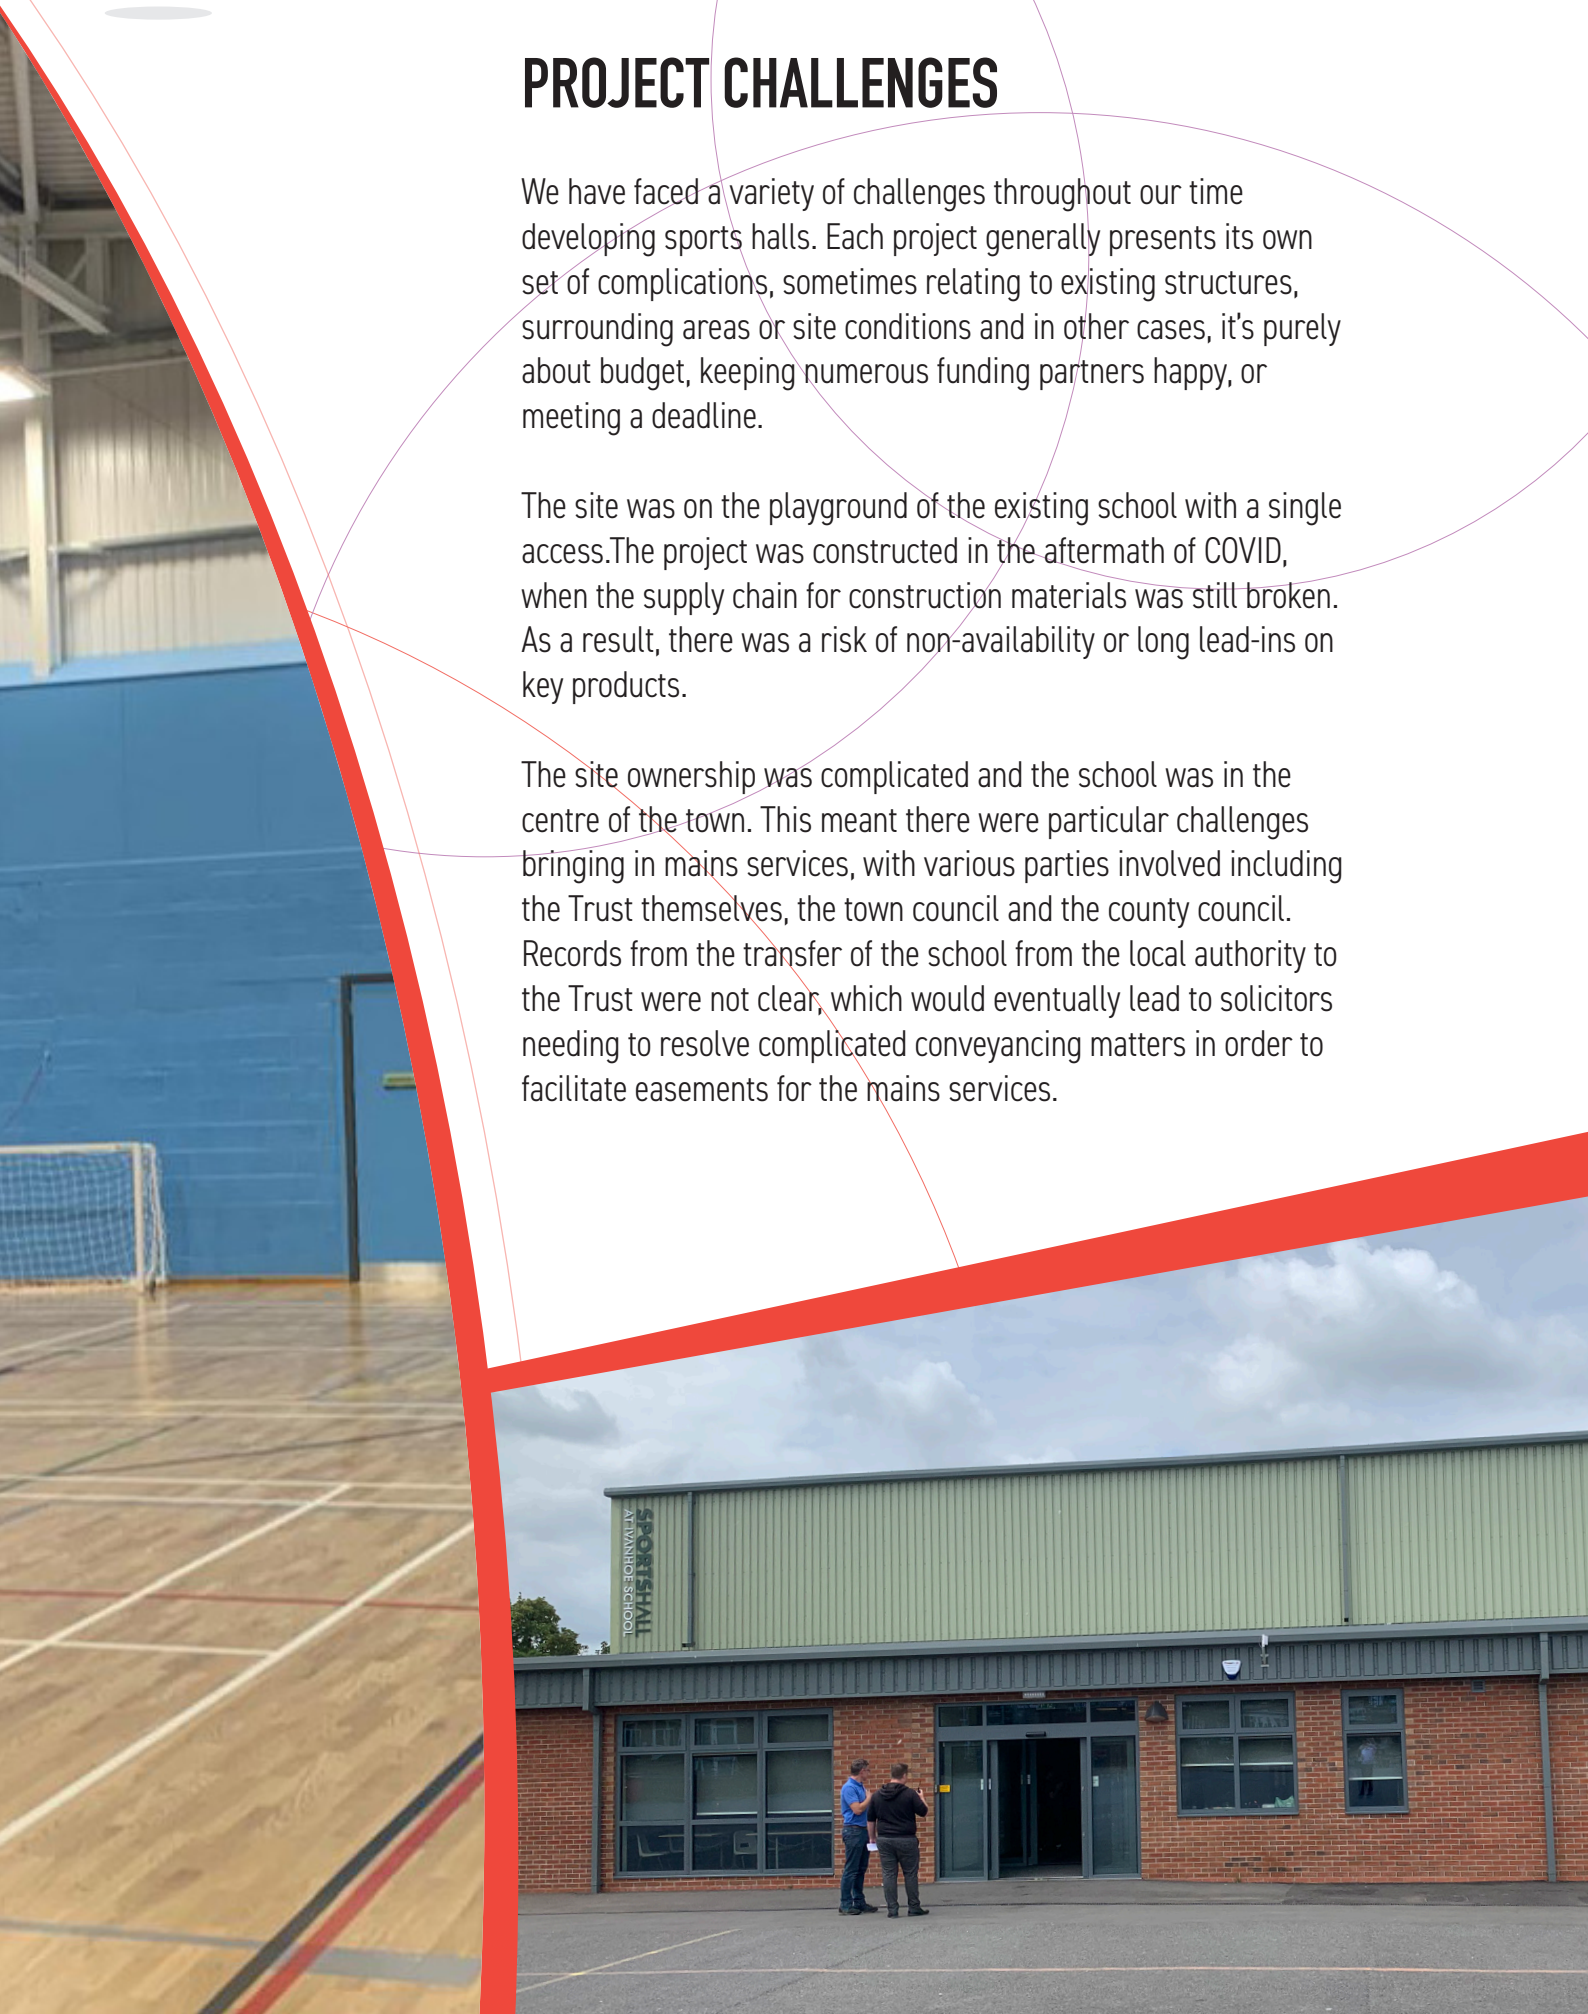 PROJECT CHALLENGES
We have faced a variety of challenges throughout our time
developing sports halls. Each project generally presents its own
set of complications, sometimes relating to existing structures,
surrounding areas or site conditions and in other cases, it's purely
about budget, keeping numerous funding partners happy, or
meeting a deadline.
The site was on the playground of the existing school with a single
access.The project was constructed in the aftermath of COVID,
when the supply chain for construction materials was still broken.
As a result, there was a risk of non-availability or long lead-ins on
key products.
The site ownership was complicated and the school was in the
centre of the town. This meant there were particular challenges
bringing in mains services, with various parties involved including
the Trust themselves, the town council and the county council.
Records from the transfer of the school from the local authority to
the Trust were not clear, which would eventually lead to solicitors
needing to resolve complicated conveyancing matters in order to
facilitate easements for the mains services.
SPORTSHALL
AT IVANHOE SCHOOL